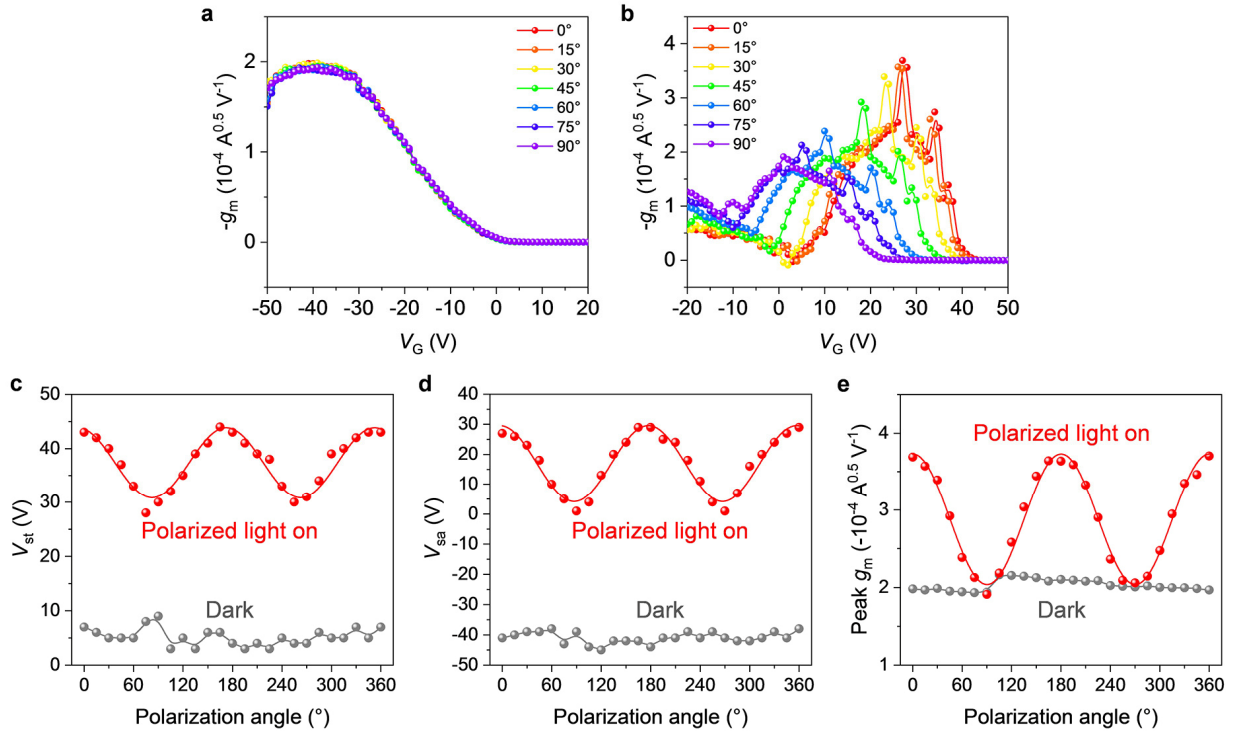 a
0°
15°
30°
45°
60°
75°
90°
2
1
0
-gm (10-4 A0.5 V-1)
-50 -40 -30 -20 -10 0 10 20
VG (V)
b
0°
15°
30°
45°
60°
75°
90°
4
3
2
1
0
-gm (10-4 A0.5 V-1)
-20 -10 0 10 20 30 40 50
VG (V)
c
50
40
30
20
10
0
Vst (V)
Polarized light on
Dark
0 60 120 180 240 300 360
Polarization angle (°)
d
40
30
20
10
0
-10
-20
-30
-40
-50
Vsa (V)
Polarized light on
Dark
0 60 120 180 240 300 360
Polarization angle (°)
e
4
3
2
1
Peak gm (-10-4 A0.5 V-1)
Polarized light on
Dark
0 60 120 180 240 300 360
Polarization angle (°)